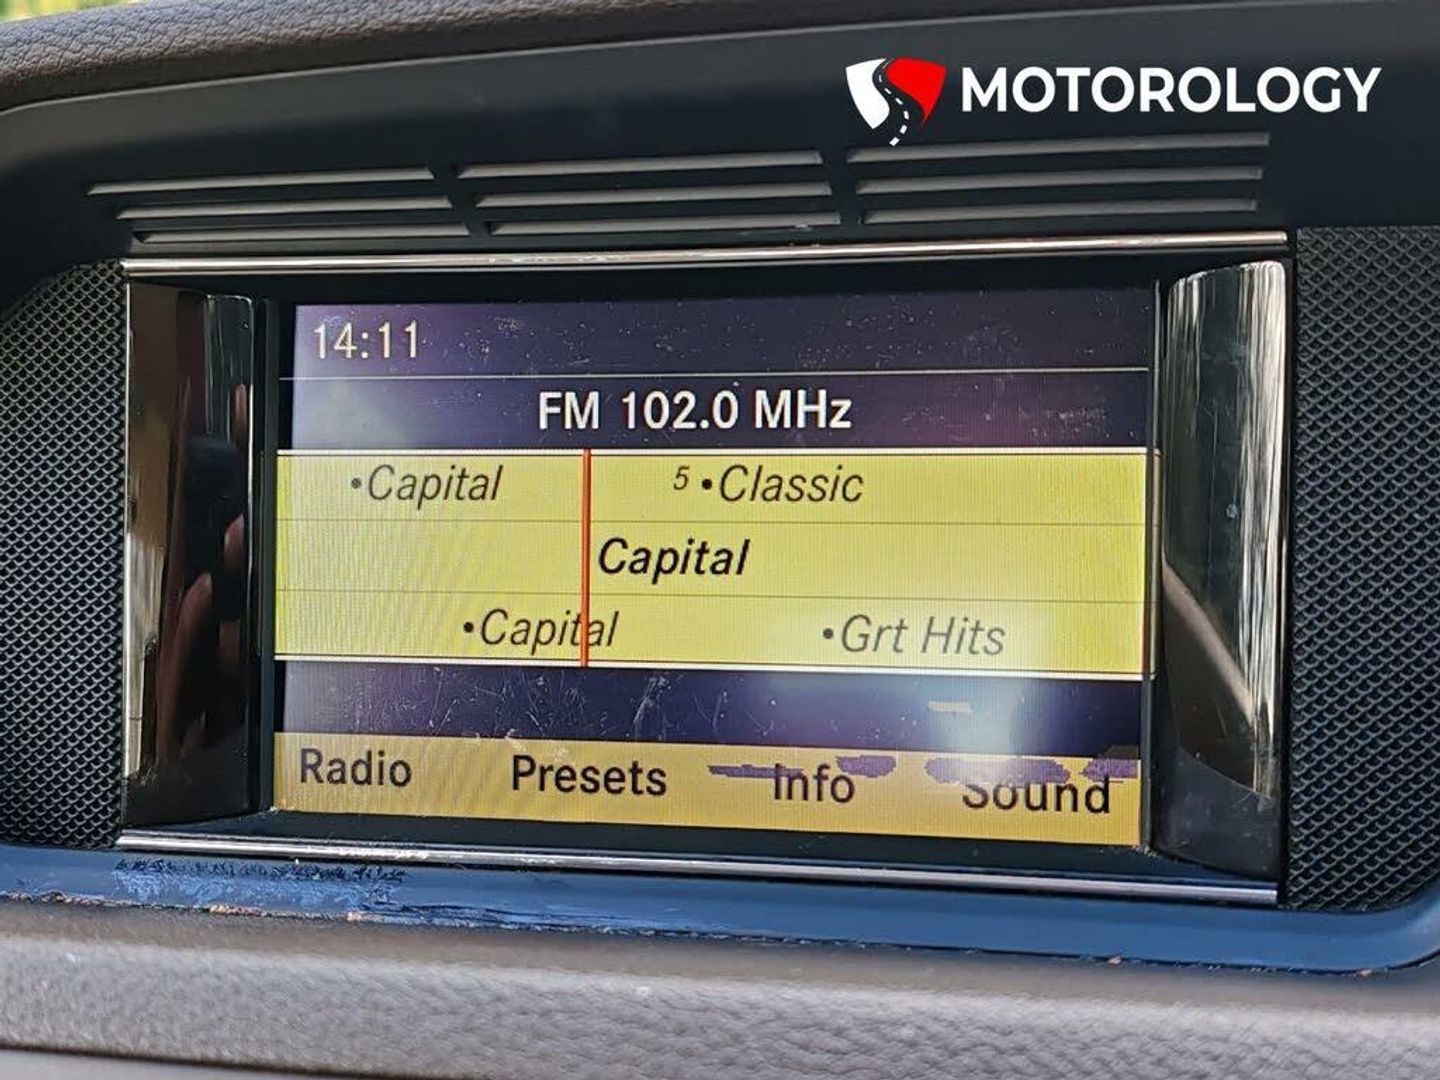 MOTOROLOGY
14:11
FM 102.0 MHz
•Capital 5 •Classic
Capital
•Capital •Grt Hits
Radio Presets Info Sound